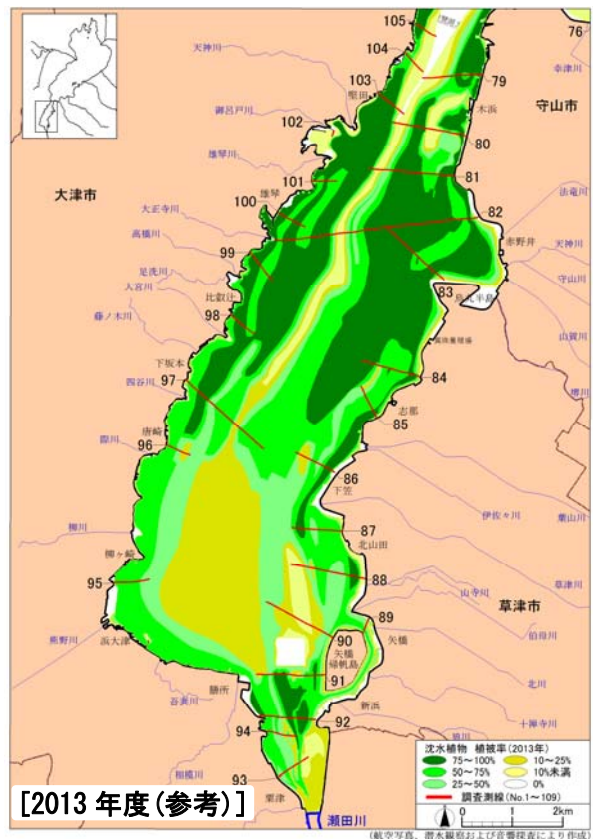 105
76
天神川
104
幸津川
103
79
堅田
木浜
守山市
御呂戸川
102
80
雄琴川
101
81
法竜川
大津市
雄琴
大正寺川
100
82
赤野井
高橋川
天神川
99
足洗川
守山川
83
烏丸半島
比叡辻
人宮川
98
山賀川
藤ノ木川
下坂本
堺川
四谷川
97
84
志那
85
唐崎
際川
96
86
下笠
伊佐々川
葉山川
柳川
87
北山田
柳ヶ崎
草津川
88
山寺川
95
草津市
89
伯母川
熊野川
浜大津
90
矢橋
矢橋
帰帆島
北川
91
膳所
吾妻川
新浜
十禅寺川
92
狼川
94
相模川
93
粟津
瀬田川
沈水植物 植被率(2013年)
75~100%
10~25%
50~75%
10%未満
25~50%
0%
調査測線(No.1~109)
0 1 2km
[2013 年度(参考)]
(航空写真、潜水観察および音響探査により作成)